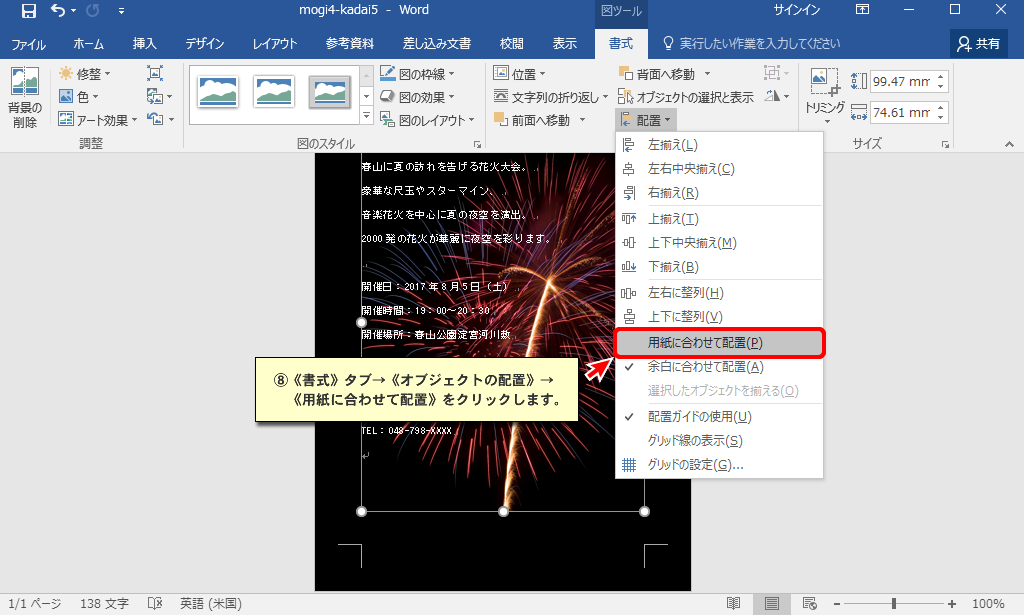 mogi4-kadai5 - Word
図ツール
サインイン
ファイル ホーム 挿入 デザイン レイアウト 参考資料 差し込み文書 校閲 表示 書式 実行したい作業を入力してください 共有
背景の
削除
修整
色
アート効果
調整
図のスタイル
図の枠線
図の効果
図のレイアウト
位置
文字列の折り返し
前面へ移動
背面へ移動
オブジェクトの選択と表示
配置
トリミング
99.47 mm
74.61 mm
サイズ
左揃え(L)
左右中央揃え(C)
右揃え(R)
上揃え(T)
上下中央揃え(M)
下揃え(B)
左右に整列(H)
上下に整列(V)
用紙に合わせて配置(P)
余白に合わせて配置(A)
選択したオブジェクトを揃える(O)
配置ガイドの使用(U)
グリッド線の表示(S)
グリッドの設定(G)...
春山に夏の訪れを告げる花火大会。
豪華な尺玉やスターマイン、
音楽花火を中心に夏の夜空を演出。
2000 発の花火が華麗に夜空を彩ります。
開催日：2017 年 8 月 5 日（土）
開催時間：19：00～20：30
開催場所：春山公園淀宮河川敷
⑧《書式》タブ→《オブジェクトの配置》→
《用紙に合わせて配置》をクリックします。
TEL：048-798-XXXX
1/1 ページ 138 文字 英語 (米国) 100%